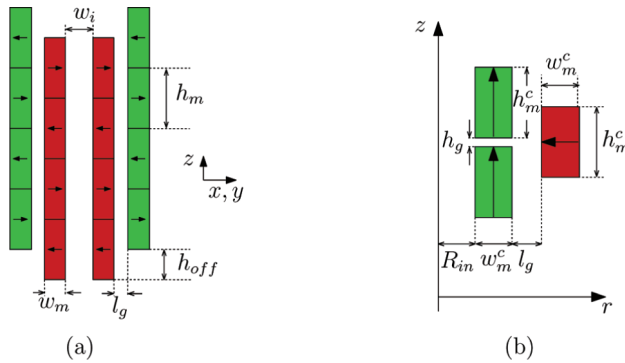 w_i
h_m
z
x, y
h_off
w_m
l_g
(a)
z
w_m^c
h_m^c
h_g
h_m^c
R_in
w_m^c
l_g
r
(b)